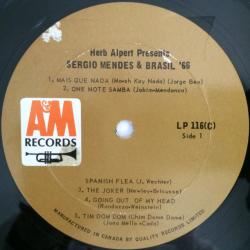 Herb Alpert Presents
SERGIO MENDES & BRASIL '66
1. MAIS QUE NADA (Marsh Kay Nada) (Jorge Ben)
2. ONE NOTE SAMBA (Jobim-Mendonca)
LP 116(C)
Side 1
AM
RECORDS
SPANISH FLEA (J. Wechter)
3. THE JOKER (Newley-Bricusse)
4. GOING OUT OF MY HEAD
(Randazzo-Weinstein)
5. TIM DOM DOM (Chim Dome Dome)
(Joao Mello-Codo)
MANUFACTURED IN CANADA BY QUALITY RECORDS LIMITED